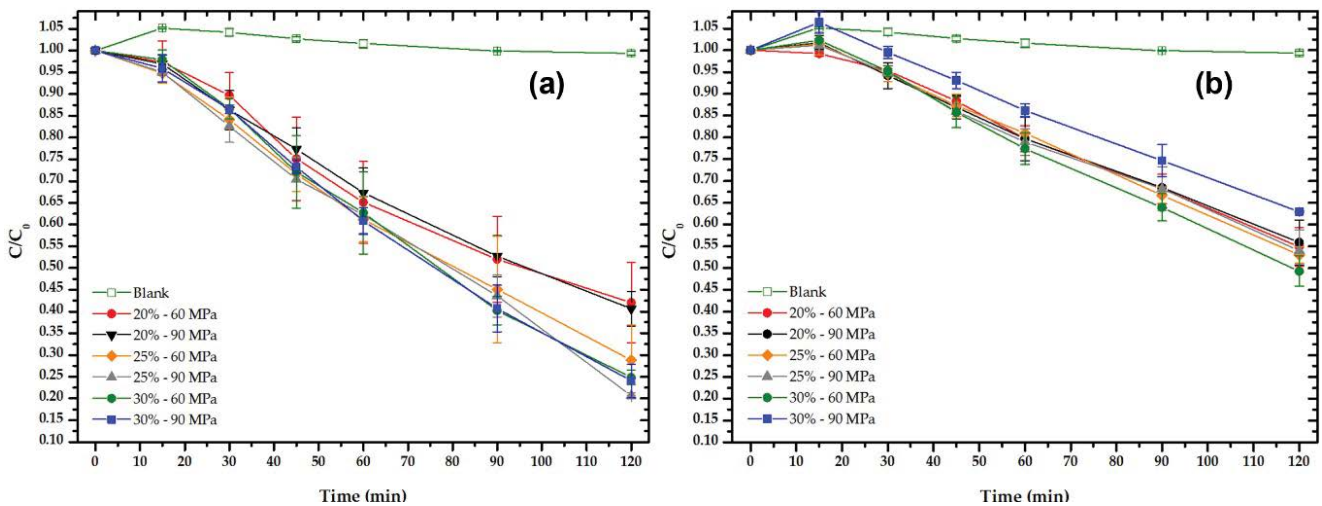 1.05
1.00
0.95
0.90
0.85
0.80
0.75
0.70
0.65
0.60
0.55
0.50
0.45
0.40
0.35
0.30
0.25
0.20
0.15
0.10
C/C0
(a)
Blank
20% - 60 MPa
20% - 90 MPa
25% - 60 MPa
25% - 90 MPa
30% - 60 MPa
30% - 90 MPa
0 10 20 30 40 50 60 70 80 90 100 110 120
Time (min)
1.05
1.00
0.95
0.90
0.85
0.80
0.75
0.70
0.65
0.60
0.55
0.50
0.45
0.40
0.35
0.30
0.25
0.20
0.15
0.10
C/C0
(b)
Blank
20% - 60 MPa
20% - 90 MPa
25% - 60 MPa
25% - 90 MPa
30% - 60 MPa
30% - 90 MPa
0 10 20 30 40 50 60 70 80 90 100 110 120
Time (min)